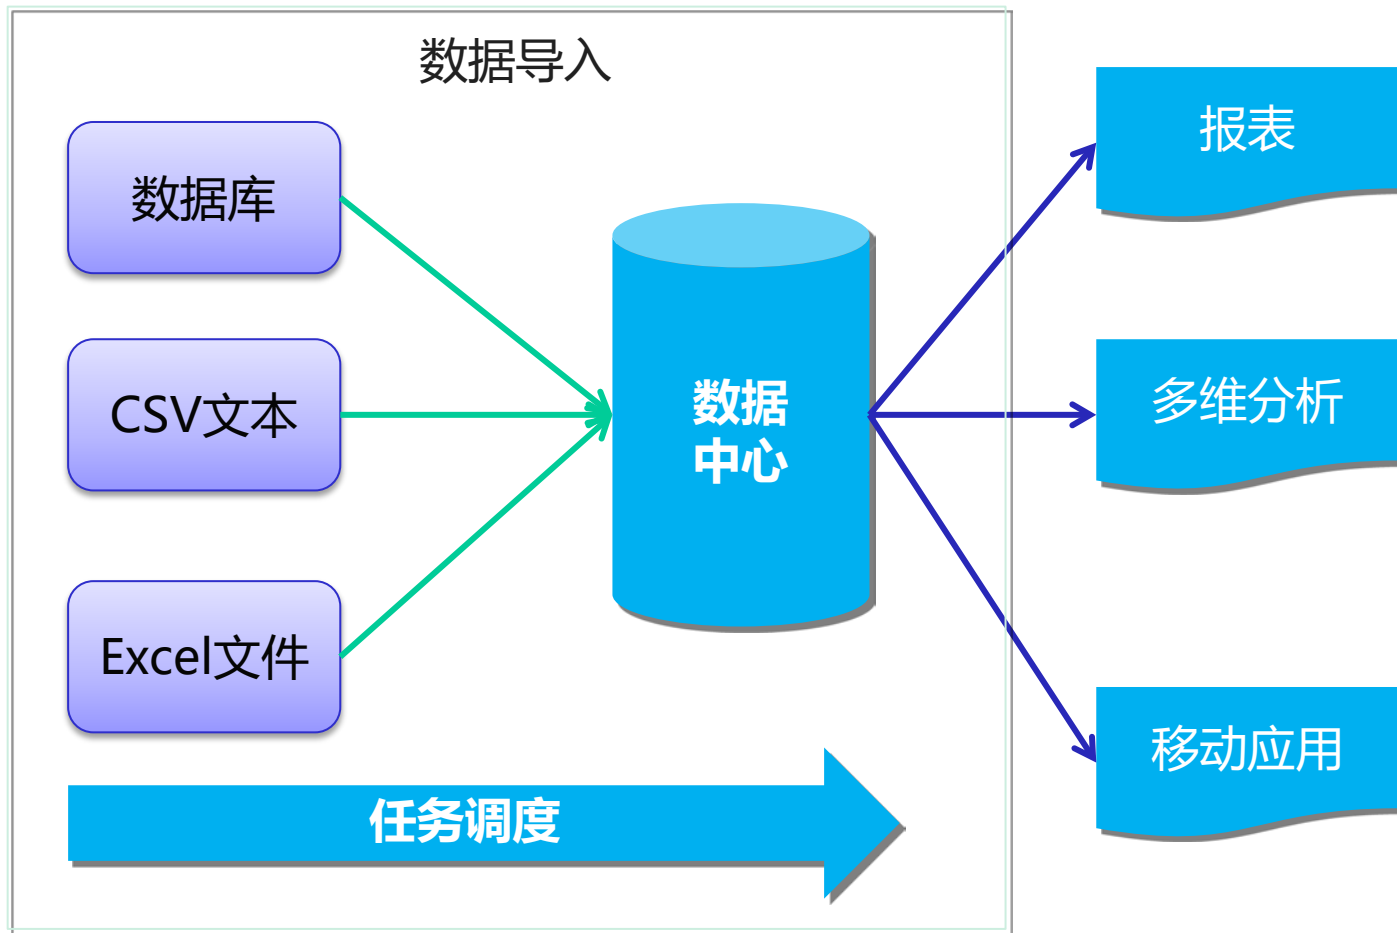 数据导入
数据库
CSV文本
Excel文件
数据
中心
任务调度
报表
多维分析
移动应用